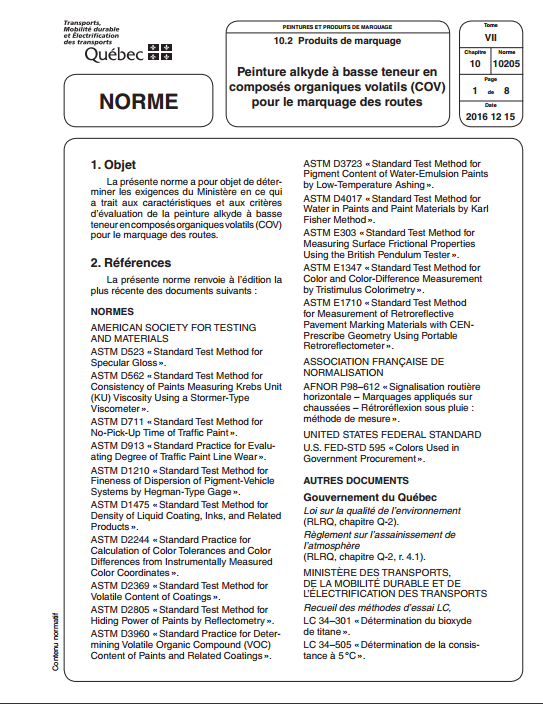 Transports,
Mobilité durable
et Électrification
des transports
Québec
NORME
PEINTURES ET PRODUITS DE MARQUAGE
10.2 Produits de marquage
Peinture alkyde à basse teneur en
composés organiques volatils (COV)
pour le marquage des routes
Tome
VII
Chapitre
Norme
10
10205
Page
1 de 8
Date
2016 12 15
1. Objet
La présente norme a pour objet de déter-
miner les exigences du Ministère en ce qui
a trait aux caractéristiques et aux critères
d'évaluation de la peinture alkyde à basse
teneur en composés organiques volatils (COV)
pour le marquage des routes.
2. Références
La présente norme renvoie à l'édition la
plus récente des documents suivants :
NORMES
AMERICAN SOCIETY FOR TESTING
AND MATERIALS
ASTM D523 « Standard Test Method for
Specular Gloss ».
ASTM D562 « Standard Test Method for
Consistency of Paints Measuring Krebs Unit
(KU) Viscosity Using a Stormer-Type
Viscometer ».
ASTM D711 « Standard Test Method for
No-Pick-Up Time of Traffic Paint ».
ASTM D913 « Standard Practice for Evalu-
ating Degree of Traffic Paint Line Wear ».
ASTM D1210 « Standard Test Method for
Fineness of Dispersion of Pigment-Vehicle
Systems by Hegman-Type Gage ».
ASTM D1475 « Standard Test Method for
Density of Liquid Coating, Inks, and Related
Products ».
ASTM D2244 « Standard Practice for
Calculation of Color Tolerances and Color
Differences from Instrumentally Measured
Color Coordinates ».
ASTM D2369 « Standard Test Method for
Volatile Content of Coatings ».
ASTM D2805 « Standard Test Method for
Hiding Power of Paints by Reflectometry ».
ASTM D3960 « Standard Practice for Deter-
mining Volatile Organic Compound (VOC)
Content of Paints and Related Coatings ».
ASTM D3723 « Standard Test Method for
Pigment Content of Water-Emulsion Paints
by Low-Temperature Ashing ».
ASTM D4017 « Standard Test Method for
Water in Paints and Paint Materials by Karl
Fisher Method ».
ASTM E303 « Standard Test Method for
Measuring Surface Frictional Properties
Using the British Pendulum Tester ».
ASTM E1347 « Standard Test Method for
Color and Color-Difference Measurement
by Tristimulus Colorimetry ».
ASTM E1710 « Standard Test Method
for Measurement of Retroreflective
Pavement Marking Materials with CEN-
Prescribe Geometry Using Portable
Retroreflectometer ».
ASSOCIATION FRANÇAISE DE
NORMALISATION
AFNOR P98–612 « Signalisation routière
horizontale – Marquages appliqués sur
chaussées – Rétroréflexion sous pluie :
méthode de mesure ».
UNITED STATES FEDERAL STANDARD
U.S. FED-STD 595 « Colors Used in
Government Procurement ».
AUTRES DOCUMENTS
Gouvernement du Québec
Loi sur la qualité de l'environnement
(RLRQ, chapitre Q-2).
Règlement sur l'assainissement de
l'atmosphère
(RLRQ, chapitre Q-2, r. 4.1).
MINISTÈRE DES TRANSPORTS,
DE LA MOBILITÉ DURABLE ET DE
L'ÉLECTRIFICATION DES TRANSPORTS
Recueil des méthodes d'essai LC,
LC 34–301 « Détermination du bioxyde
de titane ».
LC 34–505 « Détermination de la consis-
tance à 5 °C ».
Contenu normatif